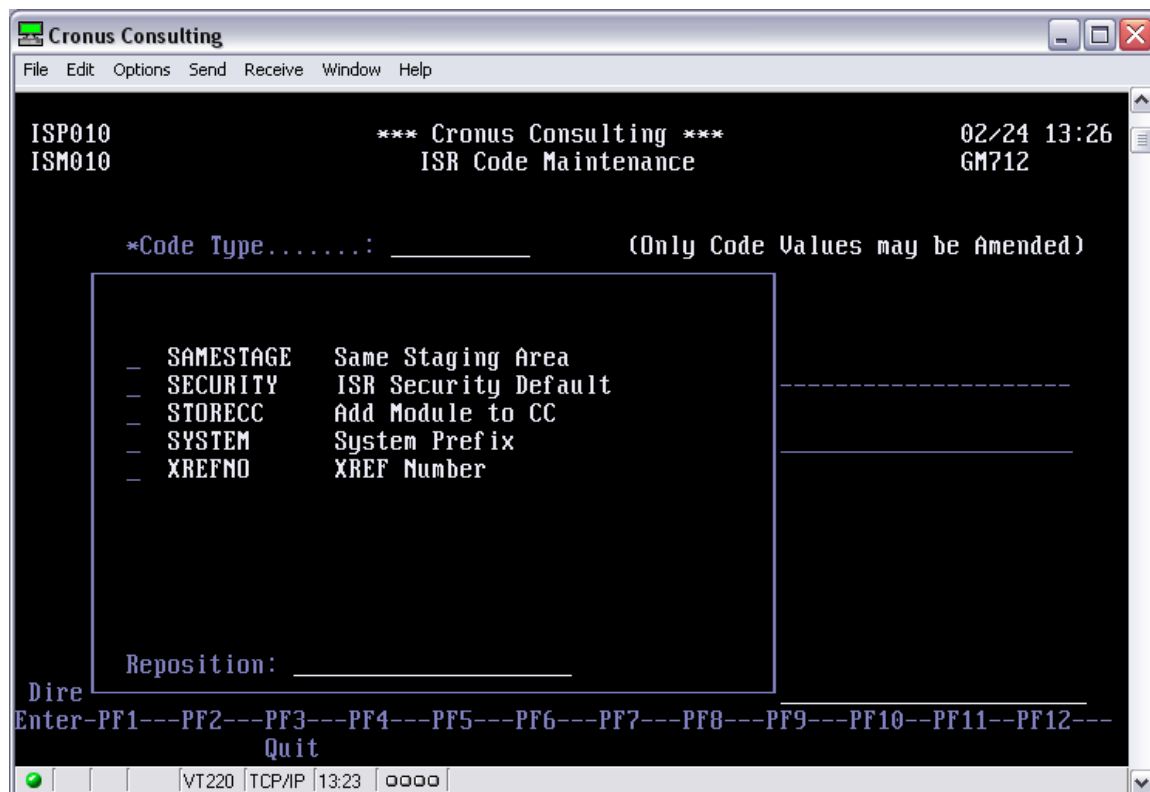 Cronus Consulting
File Edit Options Send Receive Window Help
ISP010 *** Cronus Consulting *** 02/24 13:26
ISM010 ISR Code Maintenance GM712
*Code Type.......: __________ (Only Code Values may be Amended)
_ SAMESTAGE Same Staging Area
_ SECURITY ISR Security Default
_ STORECC Add Module to CC
_ SYSTEM System Prefix
_ XREFNO XREF Number
Reposition: ____________________
Dire
Enter-PF1---PF2---PF3---PF4---PF5---PF6---PF7---PF8---PF9---PF10--PF11--PF12---
Quit
VT220 TCP/IP 13:23